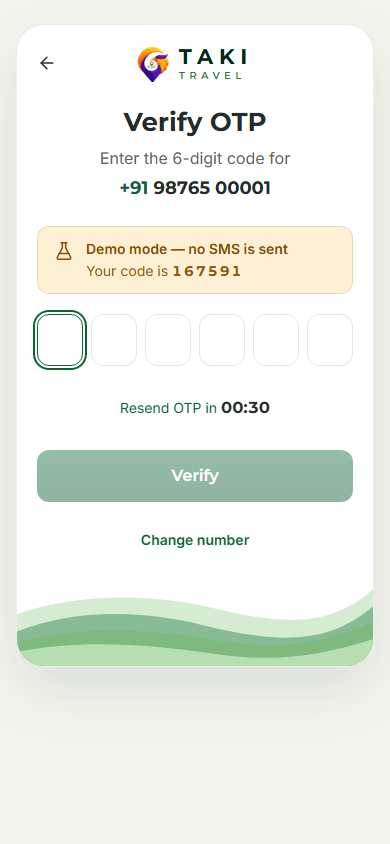 TAKI
TRAVEL
Verify OTP
Enter the 6-digit code for
+91 98765 00001
Demo mode — no SMS is sent
Your code is 167591
Resend OTP in 00:30
Verify
Change number